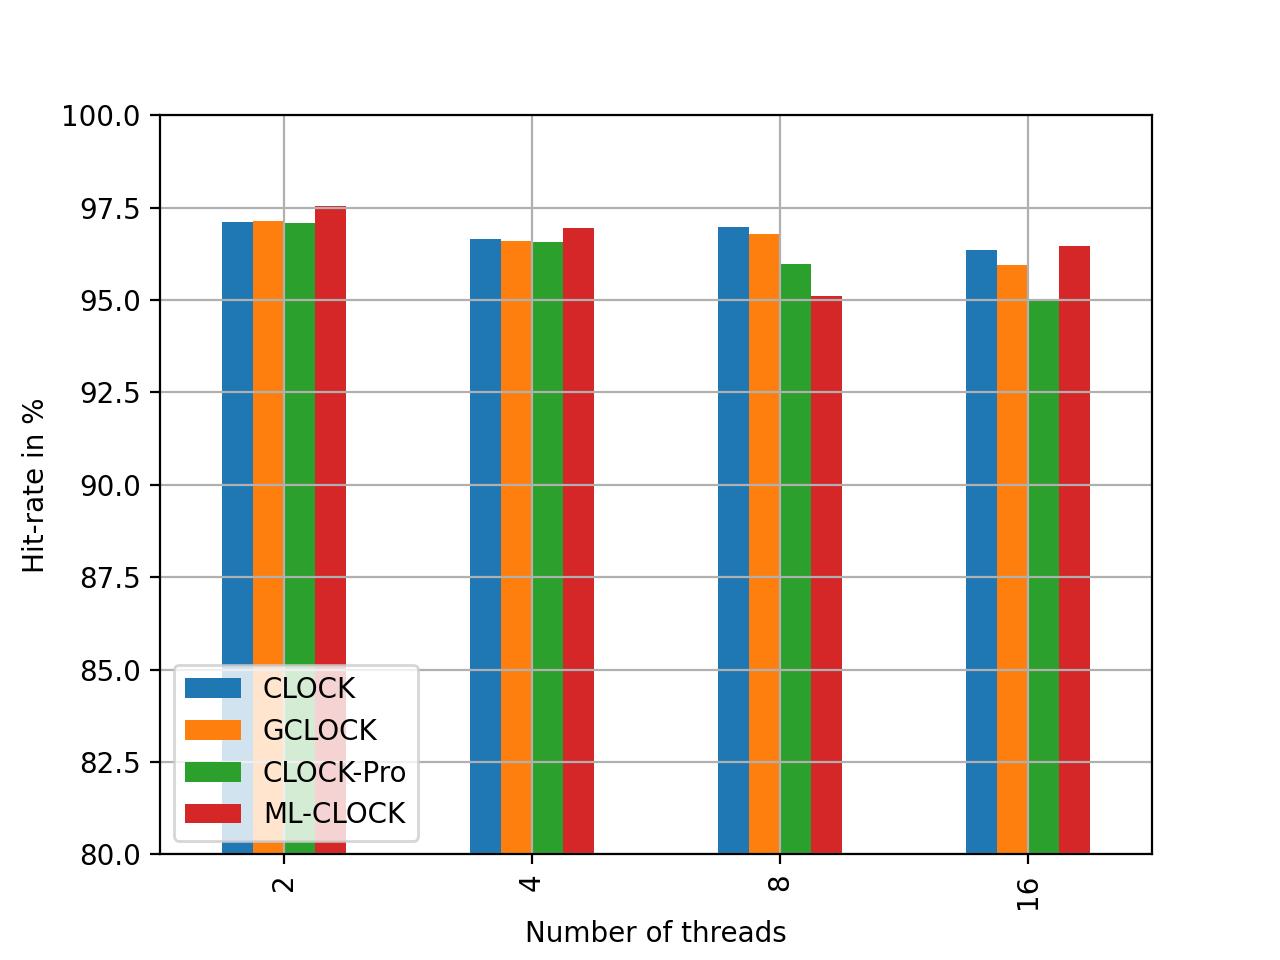 100.0
97.5
95.0
92.5
90.0
87.5
85.0
82.5
80.0
Hit-rate in %
CLOCK
GCLOCK
CLOCK-Pro
ML-CLOCK
2
4
8
16
Number of threads